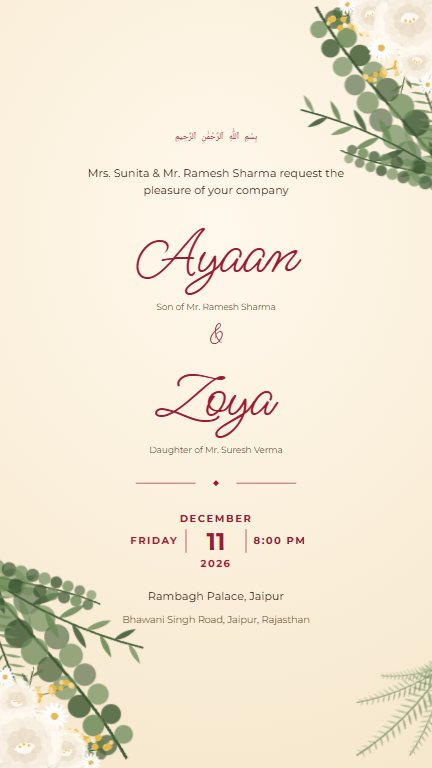 بِسْمِ اللَّهِ الرَّحْمَٰنِ الرَّحِيمِ
Mrs. Sunita & Mr. Ramesh Sharma request the
pleasure of your company
Ayaan
Son of Mr. Ramesh Sharma
&
Zoya
Daughter of Mr. Suresh Verma
DECEMBER
FRIDAY 11 8:00 PM
2026
Rambagh Palace, Jaipur
Bhawani Singh Road, Jaipur, Rajasthan